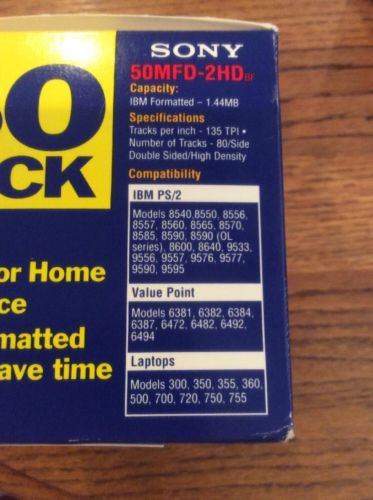 SONY
50MFD-2HD BF
Capacity:
IBM Formatted – 1.44MB
Specifications
Tracks per inch - 135 TPI •
Number of Tracks - 80/Side
Double Sided/High Density
Compatibility
IBM PS/2
Models 8540,8550, 8556,
8557, 8560, 8565, 8570,
8585, 8590, 8590 (OL
series), 8600, 8640, 9533,
9556, 9557, 9576, 9577,
9590, 9595
Value Point
Models 6381, 6382, 6384,
6387, 6472, 6482, 6492,
6494
Laptops
Models 300, 350, 355, 360,
500, 700, 720, 750, 755
0
CK
or Home
ce
matted
ave time